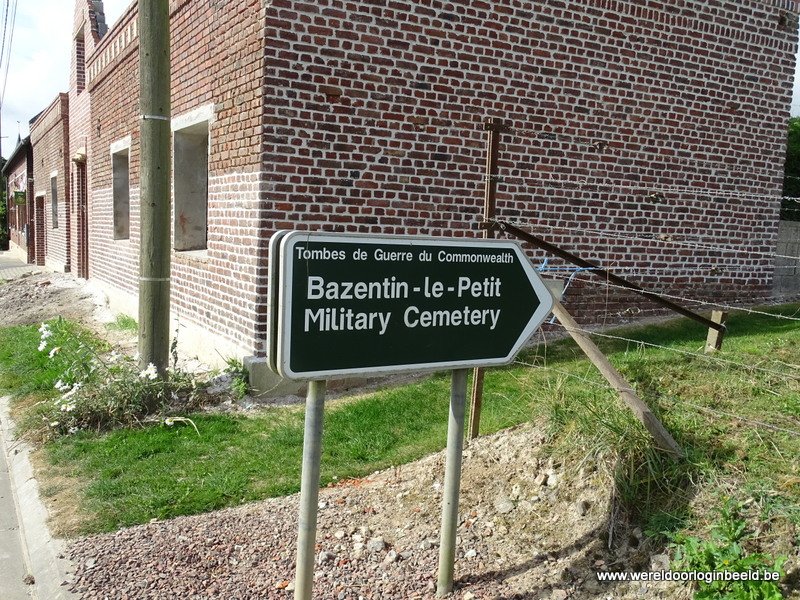 Tombes de Guerre du Commonwealth
Bazentin-le-Petit
Military Cemetery
www.wereldoorloginbeeld.be